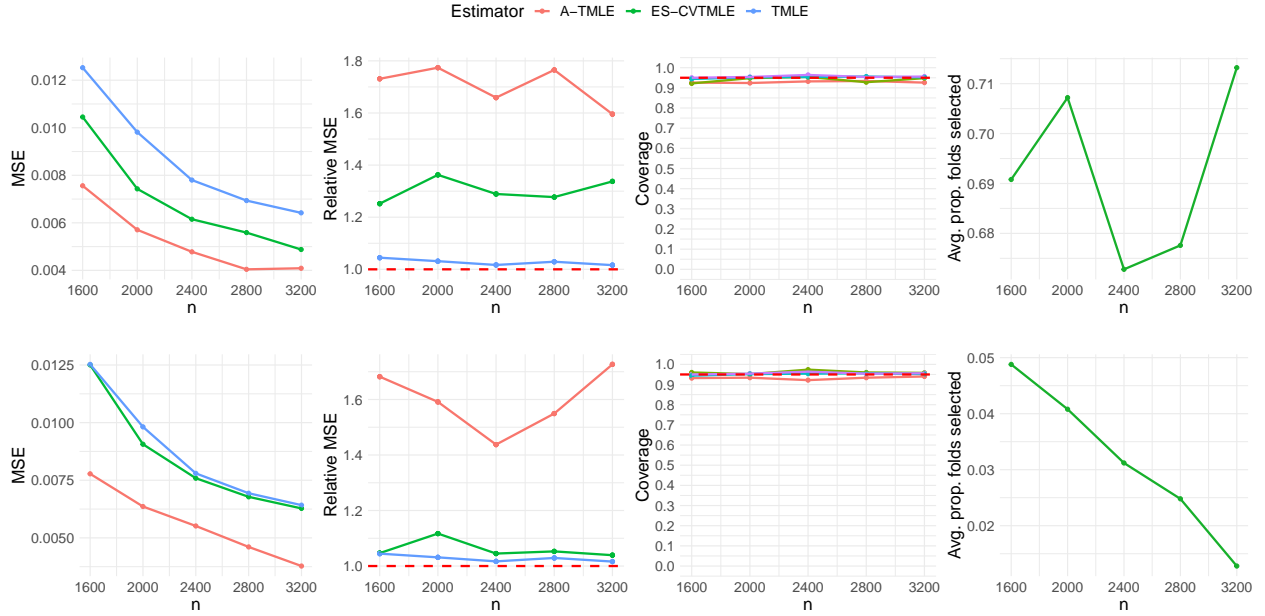 Estimator A−TMLE ES−CVTMLE TMLE
MSE
0.012
0.010
0.008
0.006
0.004
1600 2000 2400 2800 3200
n
Relative MSE
1.8
1.6
1.4
1.2
1.0
1600 2000 2400 2800 3200
n
Coverage
1.0
0.9
0.8
0.7
0.6
0.5
0.4
0.3
0.2
0.1
0.0
1600 2000 2400 2800 3200
n
Avg. prop. folds selected
0.71
0.70
0.69
0.68
1600 2000 2400 2800 3200
n
MSE
0.0125
0.0100
0.0075
0.0050
1600 2000 2400 2800 3200
n
Relative MSE
1.6
1.4
1.2
1.0
1600 2000 2400 2800 3200
n
Coverage
1.0
0.9
0.8
0.7
0.6
0.5
0.4
0.3
0.2
0.1
0.0
1600 2000 2400 2800 3200
n
Avg. prop. folds selected
0.05
0.04
0.03
0.02
1600 2000 2400 2800 3200
n